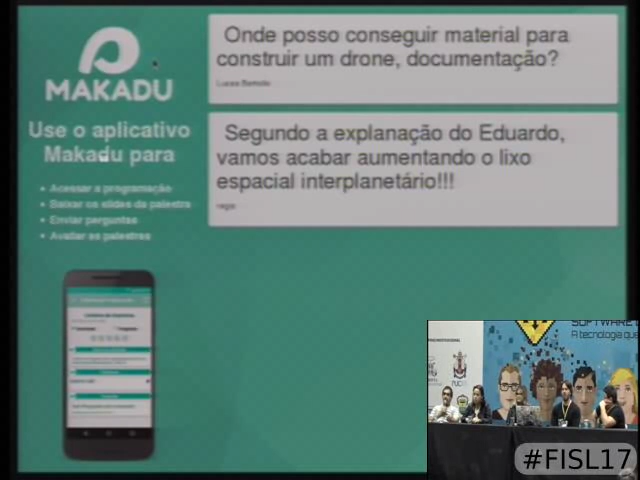 MAKADU
Use o aplicativo
Makadu para
• Acessar a programação
• Baixar os slides da palestra
• Enviar perguntas
• Avaliar as palestras
Onde posso conseguir material para
construir um drone, documentação?
Segundo a explanação do Eduardo,
vamos acabar aumentando o lixo
espacial interplanetário!!!
SOFTWARE
A tecnologia que
#FISL17